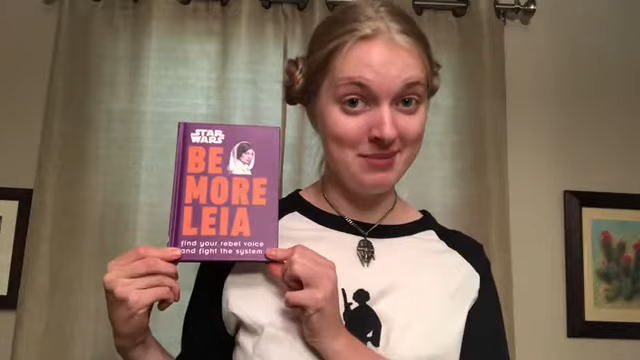 STAR
WARS
BE
MORE
LEIA
find your rebel voice
and fight the system